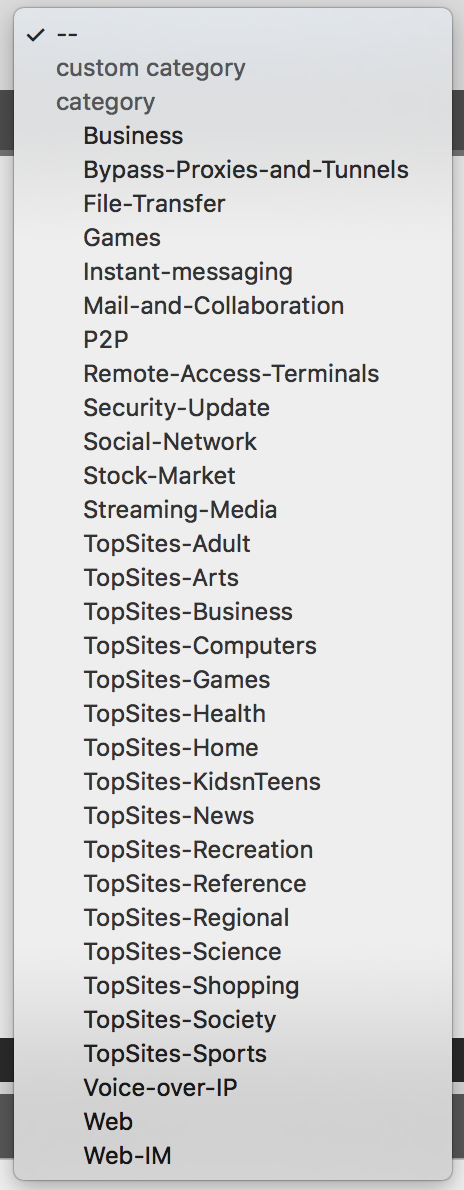 ✓ --
custom category
category
Business
Bypass-Proxies-and-Tunnels
File-Transfer
Games
Instant-messaging
Mail-and-Collaboration
P2P
Remote-Access-Terminals
Security-Update
Social-Network
Stock-Market
Streaming-Media
TopSites-Adult
TopSites-Arts
TopSites-Business
TopSites-Computers
TopSites-Games
TopSites-Health
TopSites-Home
TopSites-KidsnTeens
TopSites-News
TopSites-Recreation
TopSites-Reference
TopSites-Regional
TopSites-Science
TopSites-Shopping
TopSites-Society
TopSites-Sports
Voice-over-IP
Web
Web-IM